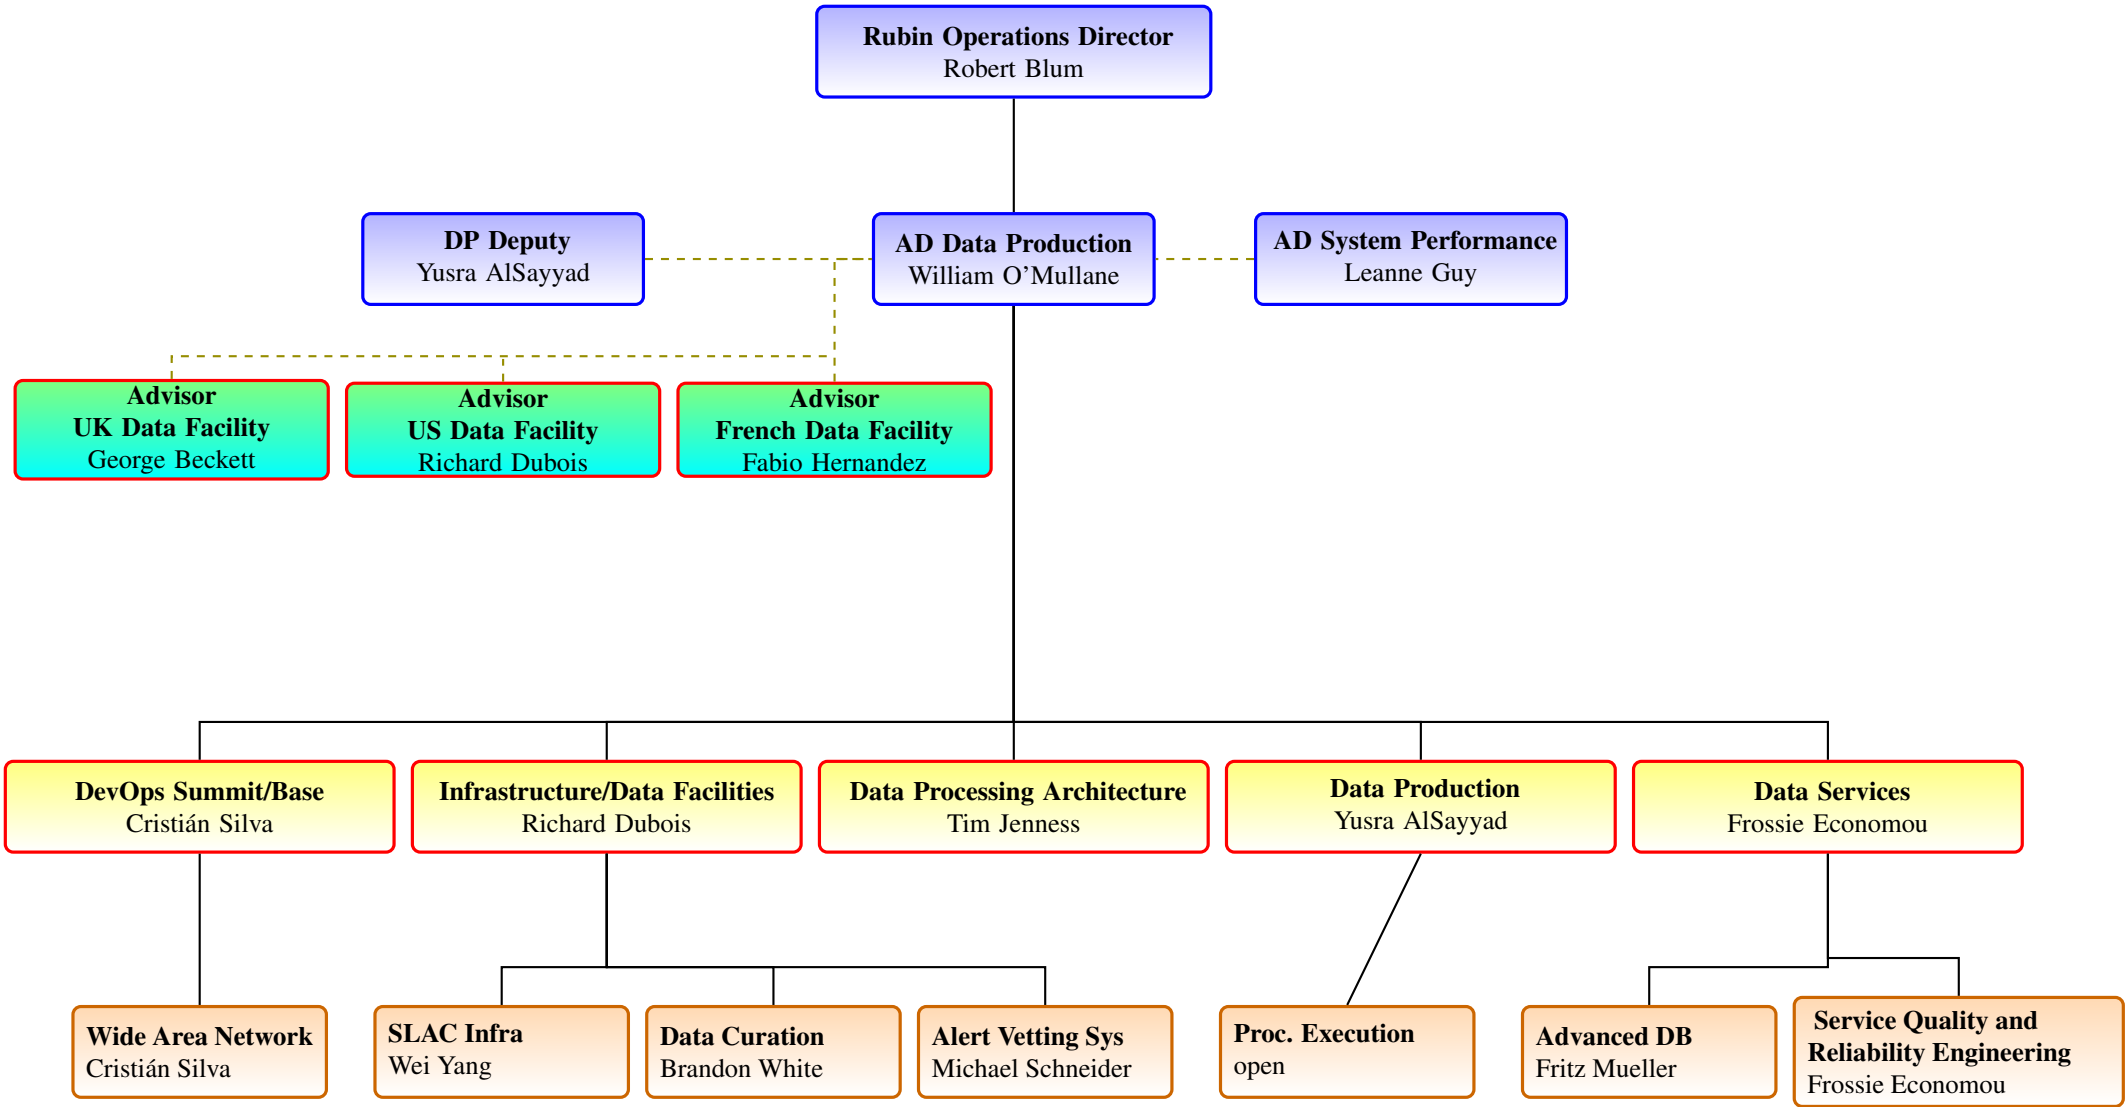 Rubin Operations Director
Robert Blum
DP Deputy
Yusra AlSayyad
AD Data Production
William O'Mullane
AD System Performance
Leanne Guy
Advisor
UK Data Facility
George Beckett
Advisor
US Data Facility
Richard Dubois
Advisor
French Data Facility
Fabio Hernandez
DevOps Summit/Base
Cristián Silva
Infrastructure/Data Facilities
Richard Dubois
Data Processing Architecture
Tim Jenness
Data Production
Yusra AlSayyad
Data Services
Frossie Economou
Wide Area Network
Cristián Silva
SLAC Infra
Wei Yang
Data Curation
Brandon White
Alert Vetting Sys
Michael Schneider
Proc. Execution
open
Advanced DB
Fritz Mueller
Service Quality and
Reliability Engineering
Frossie Economou